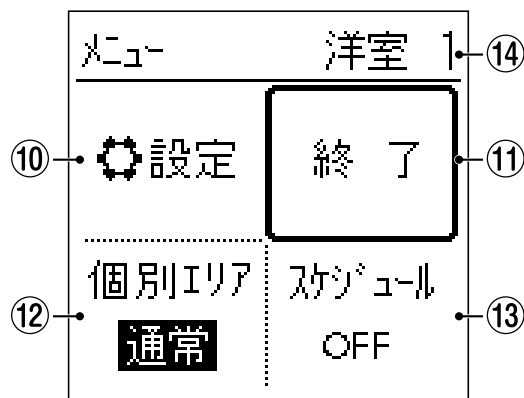 メニュー 洋室 1 ⑭
⑩ 設定 終 了 ⑪
個別エリア スケジュール
⑫ 通常 OFF ⑬